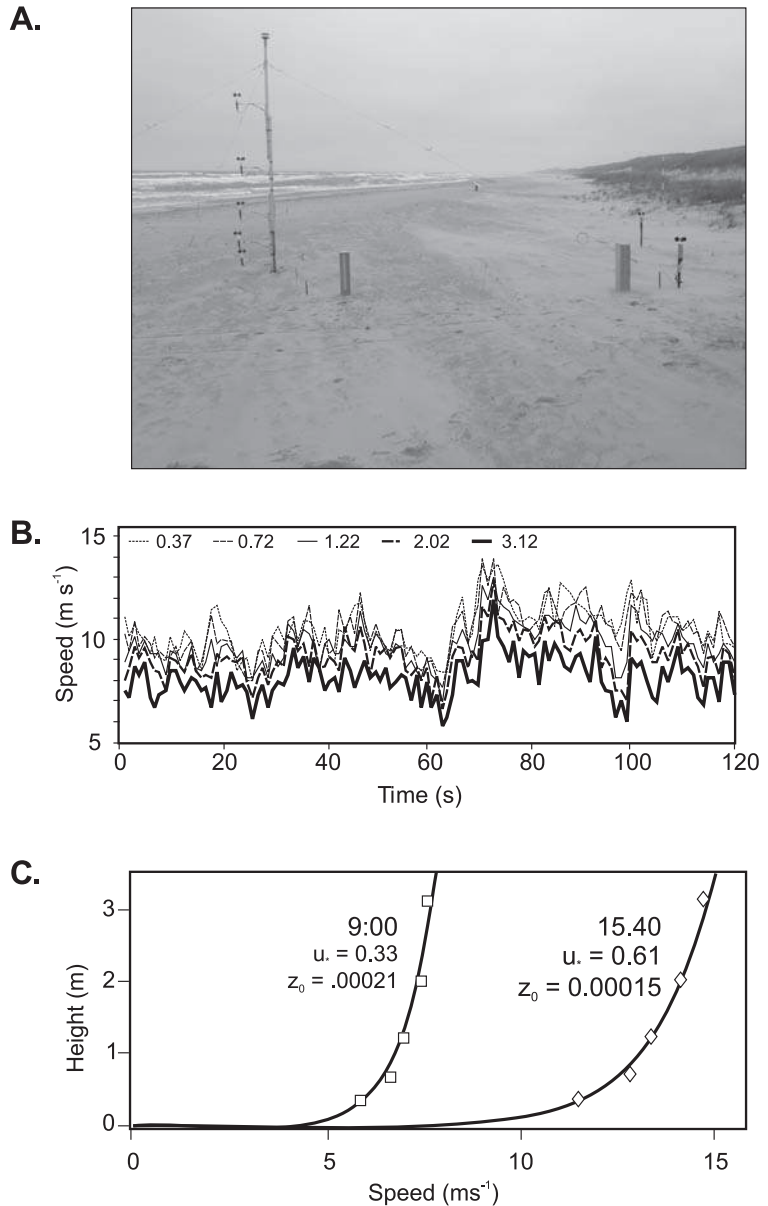 A.
B.
15
10
5
Speed (m s⁻¹)
0.37 0.72 1.22 2.02 3.12
0 20 40 60 80 100 120
Time (s)
C.
3
2
1
0
Height (m)
9:00
u* = 0.33
z₀ = .00021
15.40
u* = 0.61
z₀ = 0.00015
0 5 10 15
Speed (ms⁻¹)